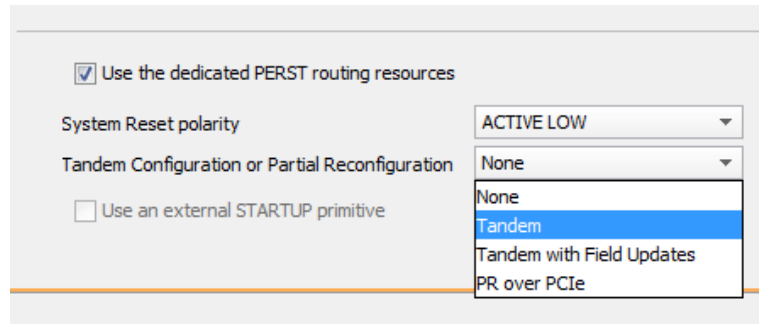 Use the dedicated PERST routing resources
System Reset polarity ACTIVE LOW
Tandem Configuration or Partial Reconfiguration None
None
Use an external STARTUP primitive
Tandem
Tandem with Field Updates
PR over PCIe